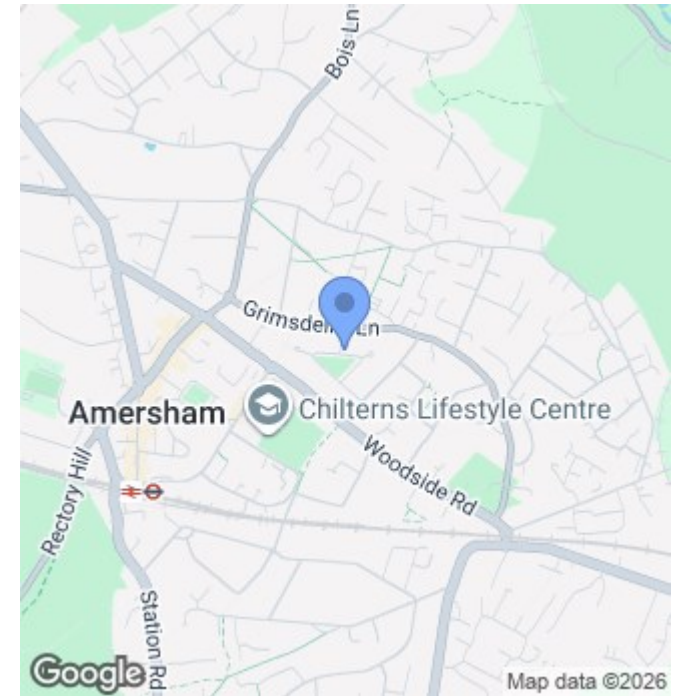 Bois Ln
Grimsdells Ln
Amersham
Chilterns Lifestyle Centre
Woodside Rd
Rectory Hill
Station Rd
Google
Map data ©2026